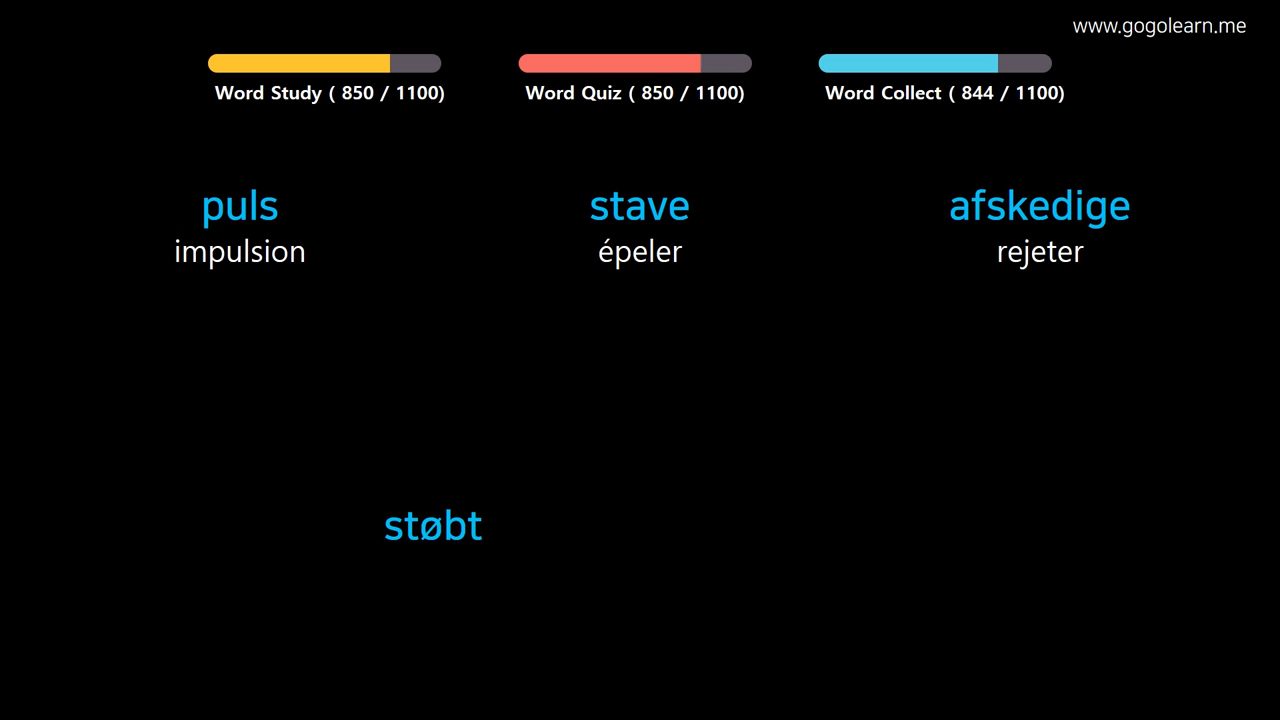 www.gogolearn.me
Word Study ( 850 / 1100)
Word Quiz ( 850 / 1100)
Word Collect ( 844 / 1100)
puls
impulsion
stave
épeler
afskedige
rejeter
støbt